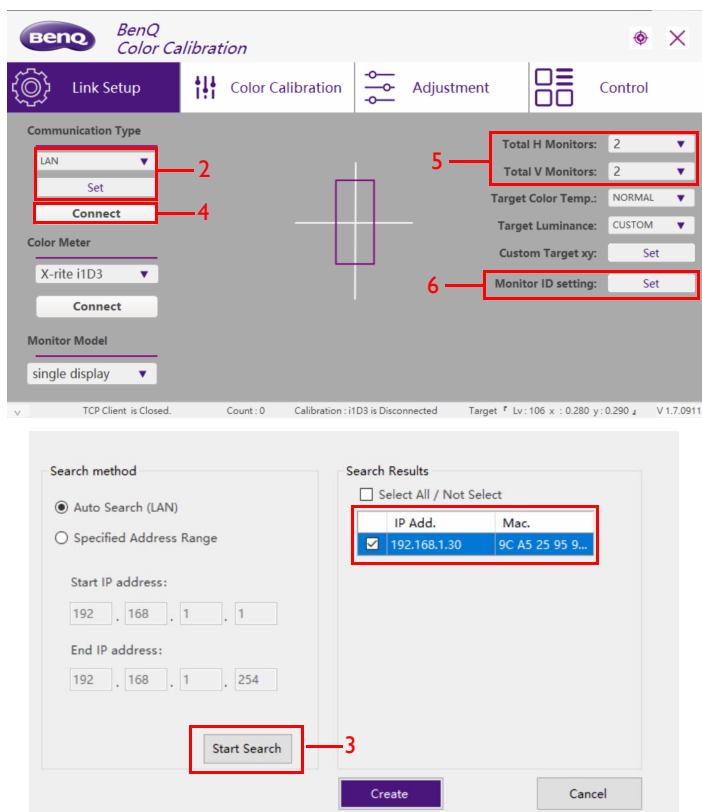 BenQ
BenQ
Color Calibration
Link Setup
Color Calibration
Adjustment
Control
Communication Type
LAN
Set
2
Connect
4
Color Meter
X-rite i1D3
Connect
Monitor Model
single display
5
Total H Monitors: 2
Total V Monitors: 2
Target Color Temp.: NORMAL
Target Luminance: CUSTOM
Custom Target xy: Set
6
Monitor ID setting: Set
TCP Client is Closed. Count : 0 Calibration : i1D3 is Disconnected Target 『 Lv : 106 x : 0.280 y : 0.290 』 V 1.7.0911
Search method
Auto Search (LAN)
Specified Address Range
Start IP address:
192 . 168 . 1 . 1
End IP address:
192 . 168 . 1 . 254
Start Search
3
Search Results
Select All / Not Select
IP Add. Mac.
192.168.1.30 9C A5 25 95 9...
Create
Cancel